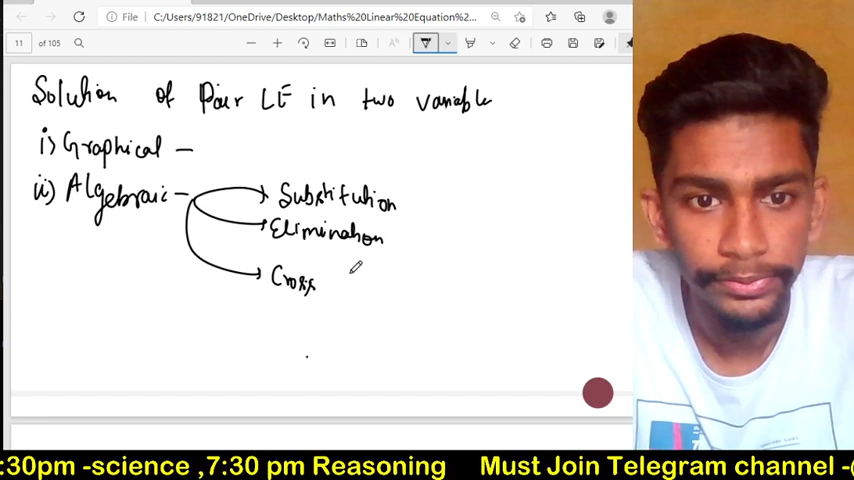 File
C:/Users/91821/OneDrive/Desktop/Maths%20Linear%20Equation%2...
11 of 105
Solution of Pair LE in two variable
i) Graphical -
ii) Algebraic -
Substitution
Elimination
Cross
:30pm -science ,7:30 pm Reasoning Must Join Telegram channel -